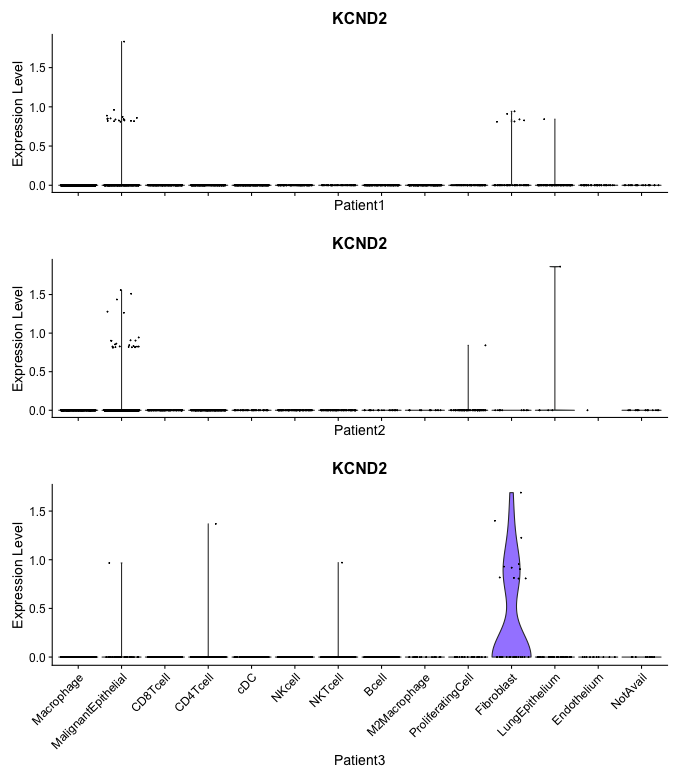 KCND2
Expression Level
1.5
1.0
0.5
0.0
Patient1
KCND2
Expression Level
1.5
1.0
0.5
0.0
Patient2
KCND2
Expression Level
1.5
1.0
0.5
0.0
Macrophage
MalignantEpithelial
CD8Tcell
CD4Tcell
cDC
NKcell
NKTcell
Bcell
M2Macrophage
ProliferatingCell
Fibroblast
LungEpithelium
Endothelium
NotAvail
Patient3